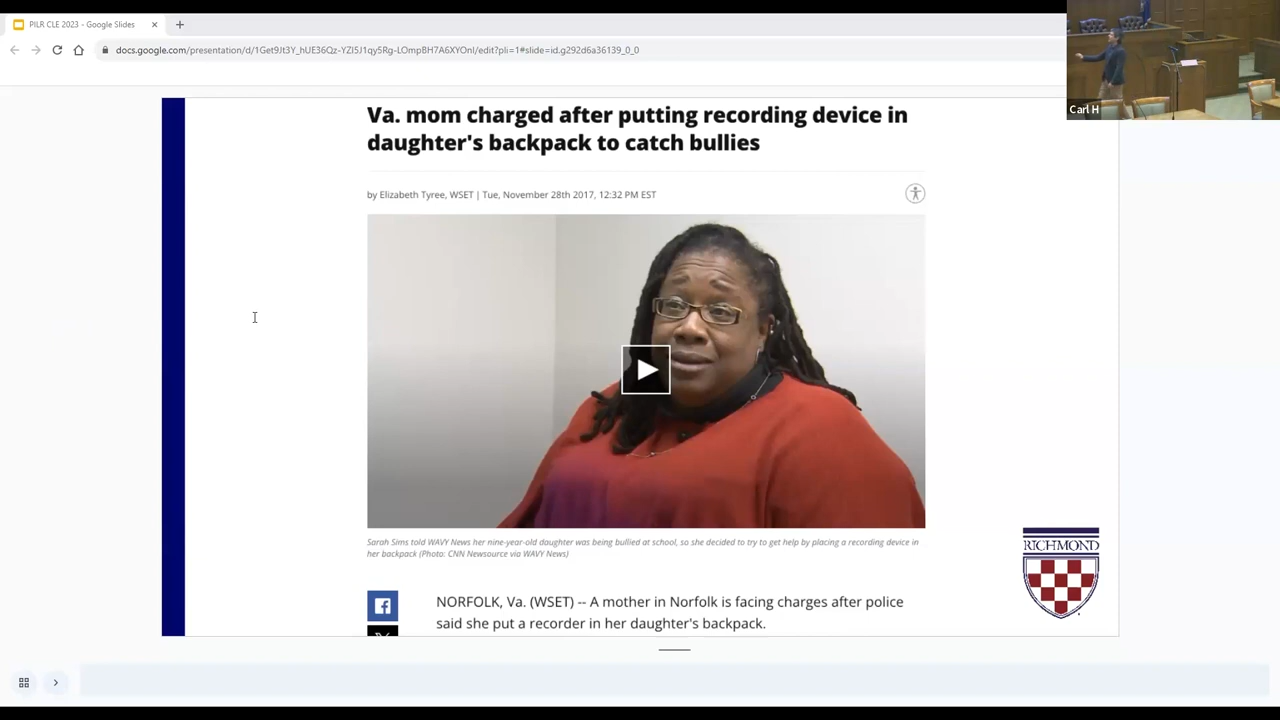 PILR CLE 2023 - Google Slides
docs.google.com/presentation/d/1Get9Jt3Y_hUE36Qz-YZI5J1qy5Rg-LOmpBH7A6XYOnI/edit?pli=1#slide=id.g292d6a36139_0_0
Carl H
Va. mom charged after putting recording device in
daughter's backpack to catch bullies
by Elizabeth Tyree, WSET | Tue, November 28th 2017, 12:32 PM EST
Sarah Sims told WAVY News her nine-year-old daughter was being bullied at school, so she decided to try to get help by placing a recording device in
her backpack (Photo: CNN Newsource via WAVY News)
RICHMOND
NORFOLK, Va. (WSET) -- A mother in Norfolk is facing charges after police
said she put a recorder in her daughter's backpack.